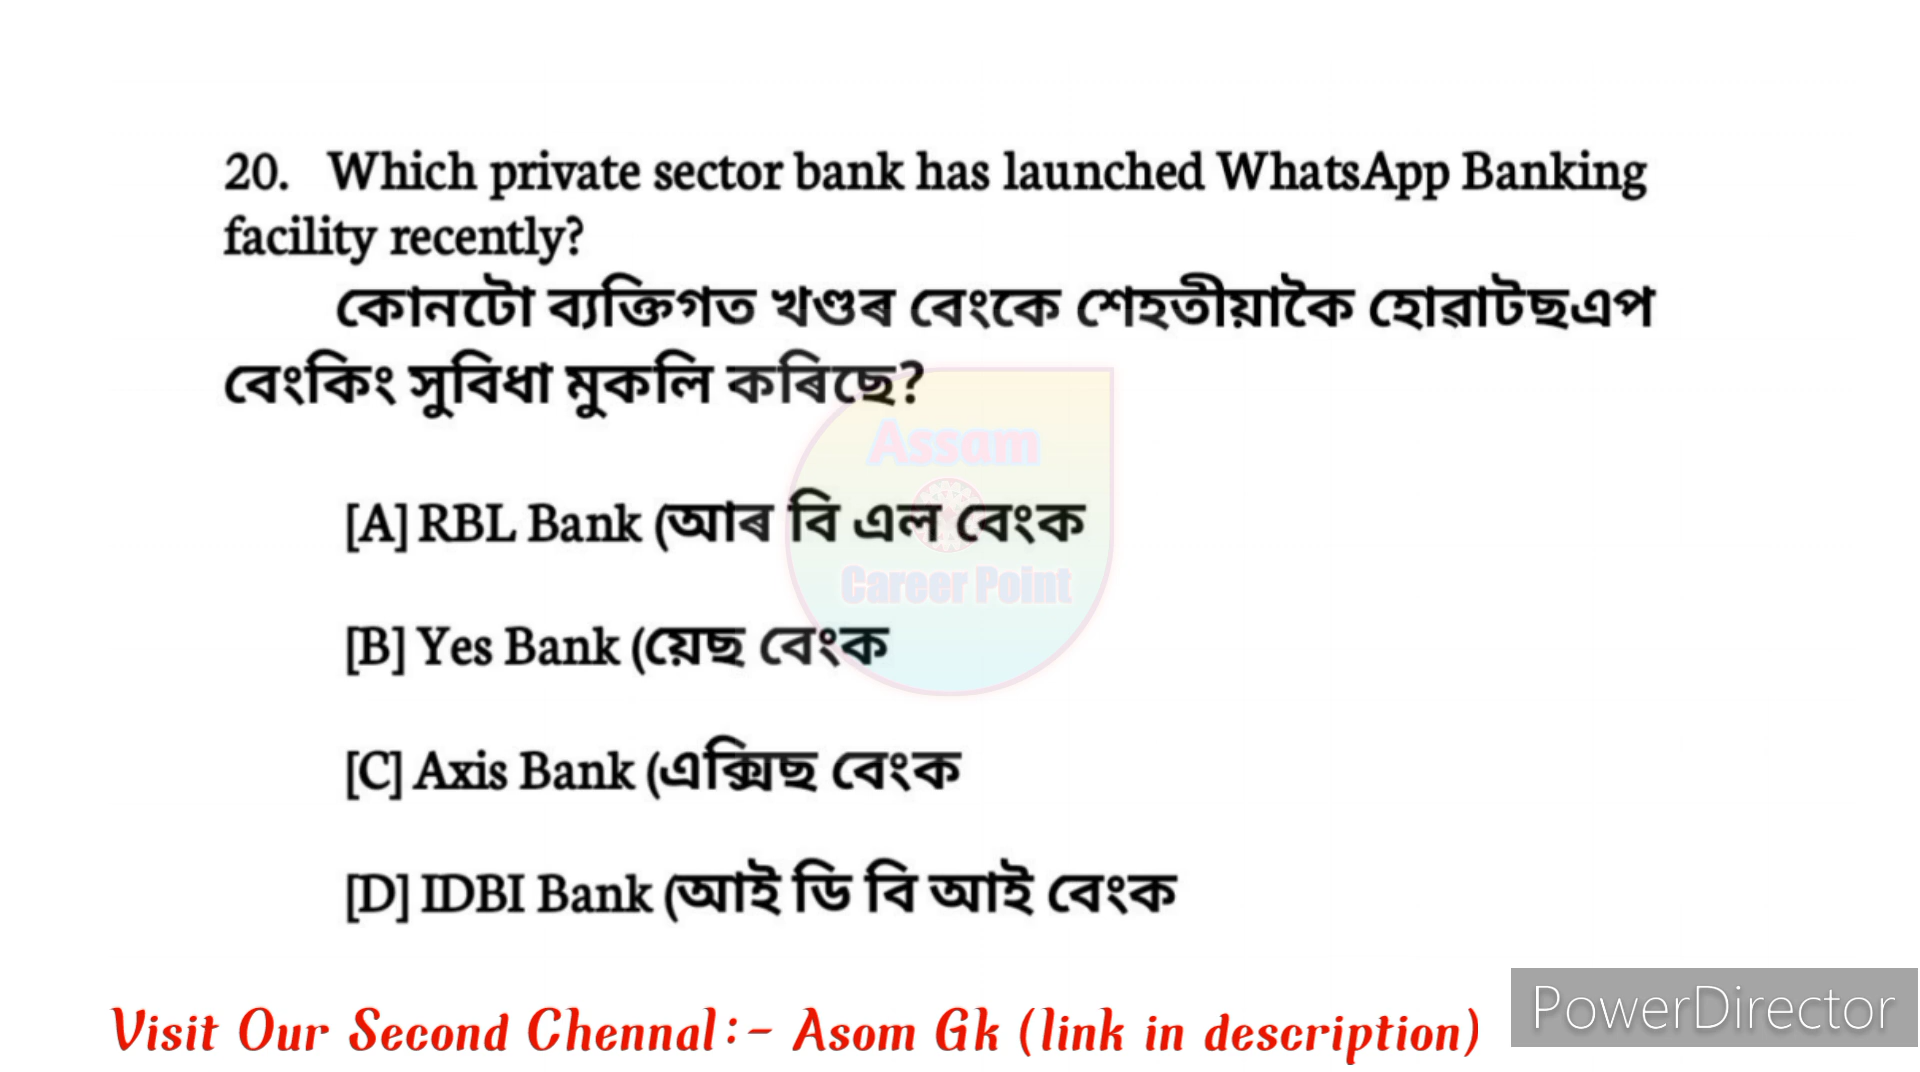 20. Which private sector bank has launched WhatsApp Banking
facility recently?
কোনটো ব্যক্তিগত খণ্ডৰ বেংকে শেহতীয়াকৈ হোৱাটছএপ
বেংকিং সুবিধা মুকলি কৰিছে?
Assam
[A] RBL Bank (আৰ বি এল বেংক
Career Point
[B] Yes Bank (য়েছ বেংক
[C] Axis Bank (এক্সিছ বেংক
[D] IDBI Bank (আই ডি বি আই বেংক
Visit Our Second Chennal:- Asom Gk (link in description)
PowerDirector